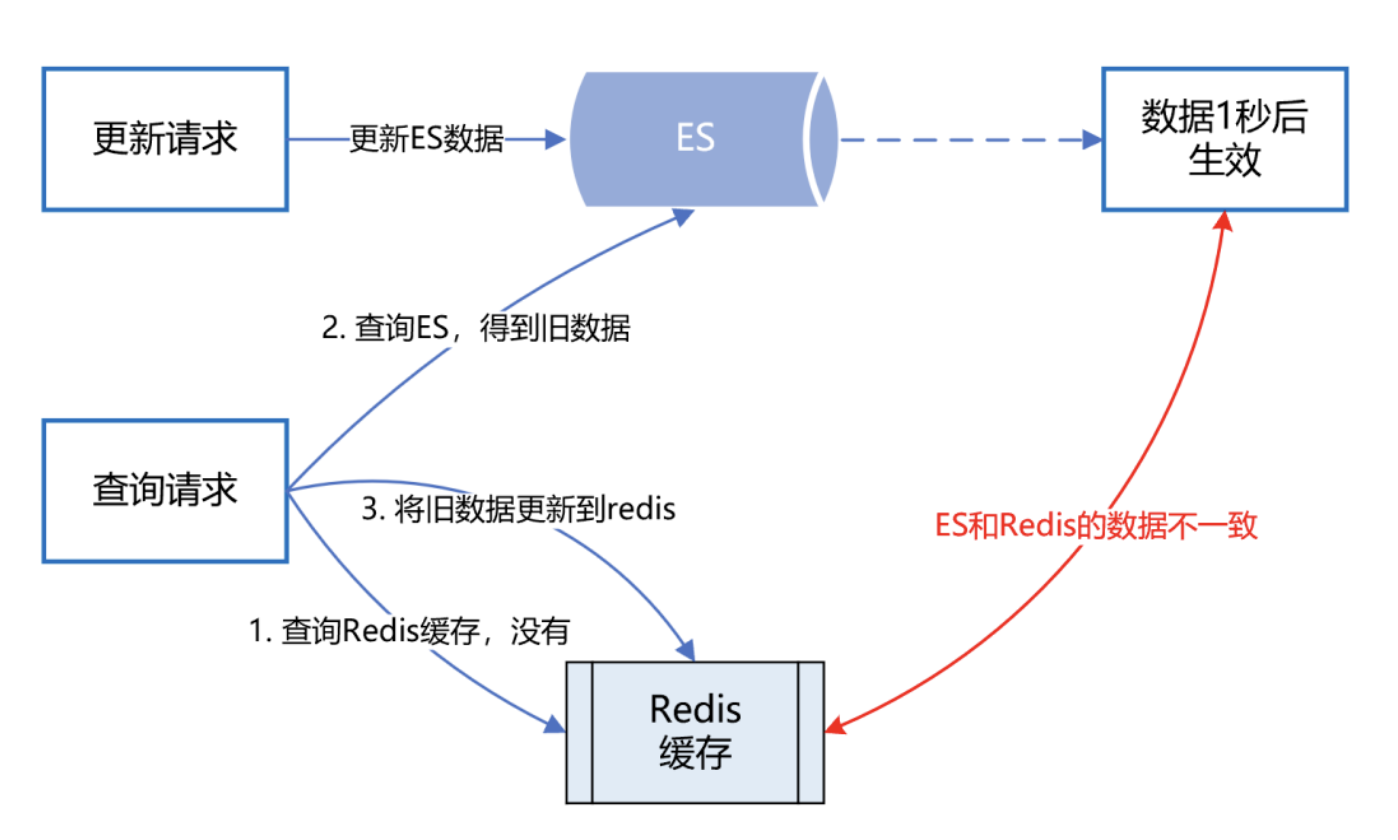 更新请求
更新ES数据
ES
数据1秒后
生效
2. 查询ES，得到旧数据
查询请求
3. 将旧数据更新到redis
ES和Redis的数据不一致
1. 查询Redis缓存，没有
Redis
缓存